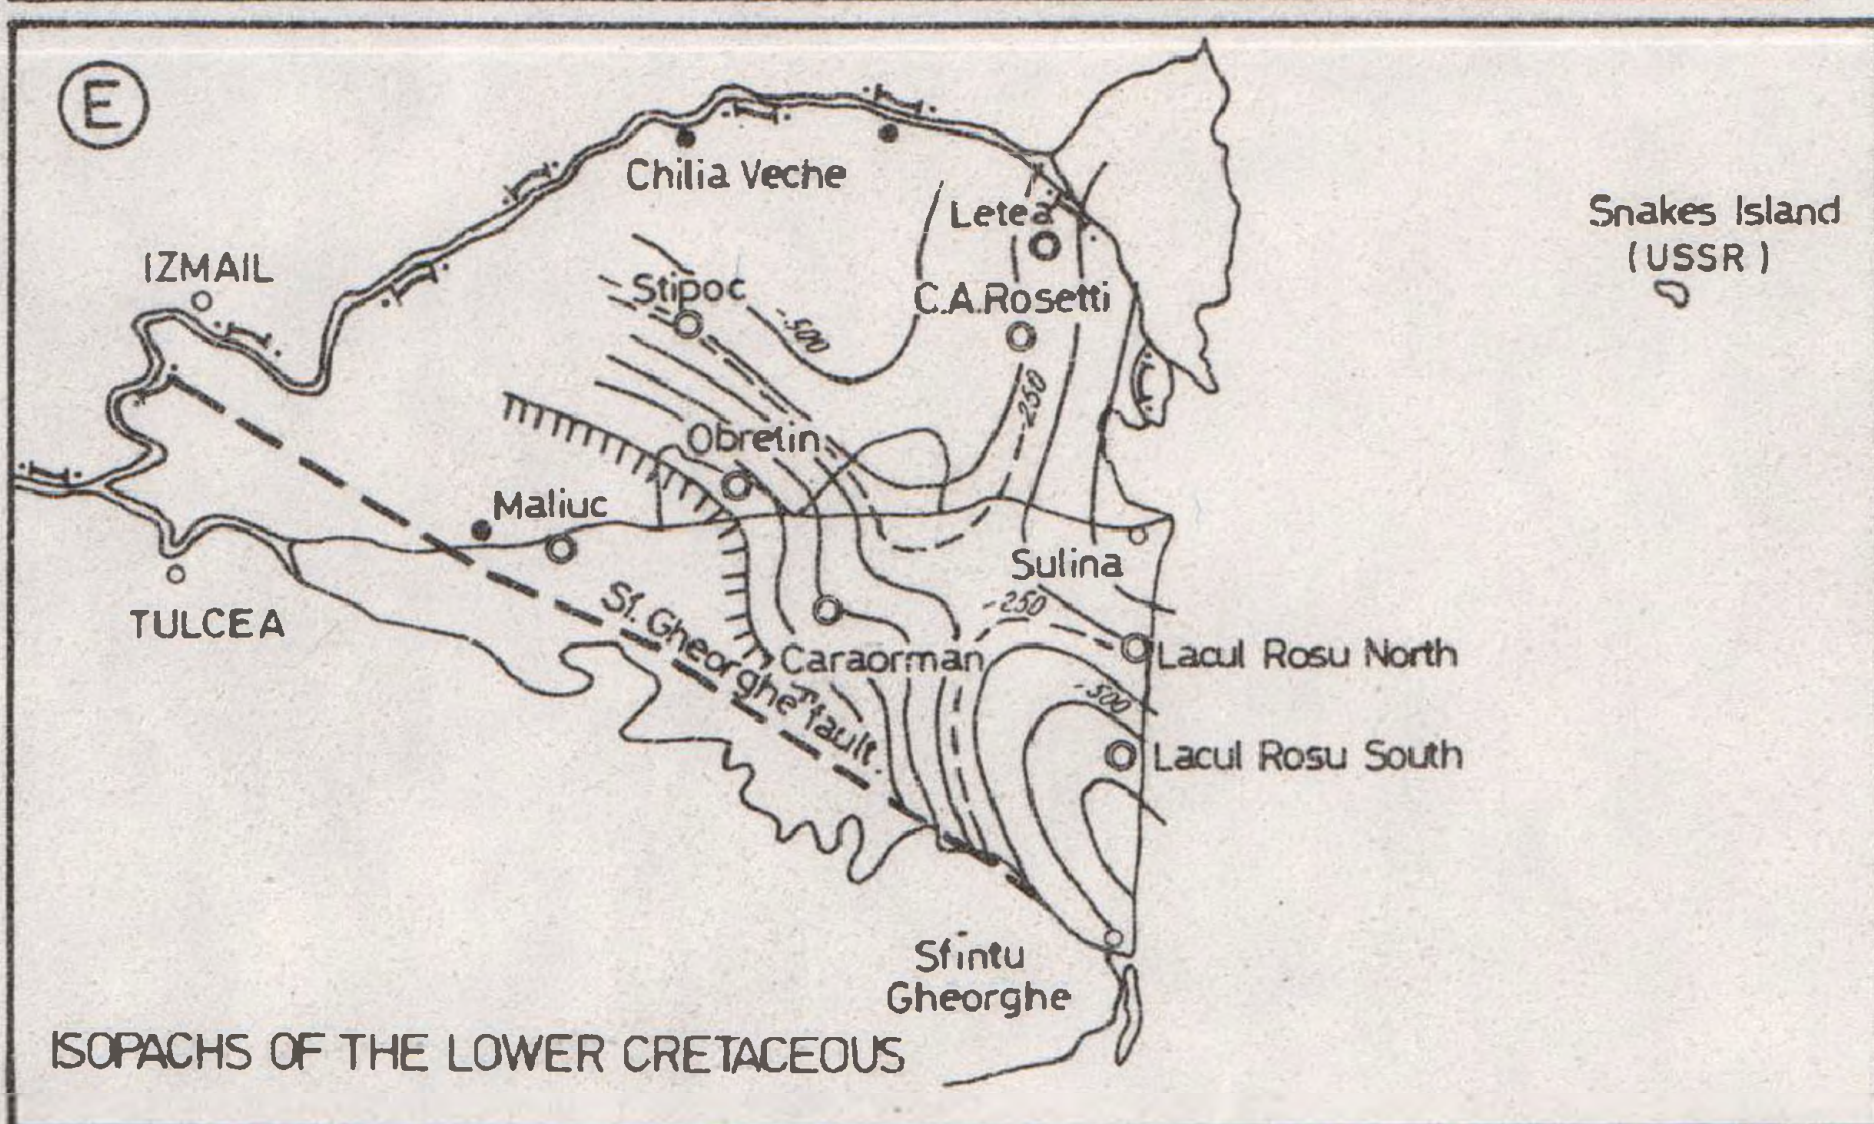 E
Chilia Veche
Letea
Snakes Island
(USSR)
IZMAIL
Stipoc
C.A.Rosetti
-500
-250
Obretin
Maliuc
Sulina
TULCEA
Sf. Gheorghe fault.
-250
Caraorman
Lacul Rosu North
-500
Lacul Rosu South
Sfintu
Gheorghe
ISOPACHS OF THE LOWER CRETACEOUS